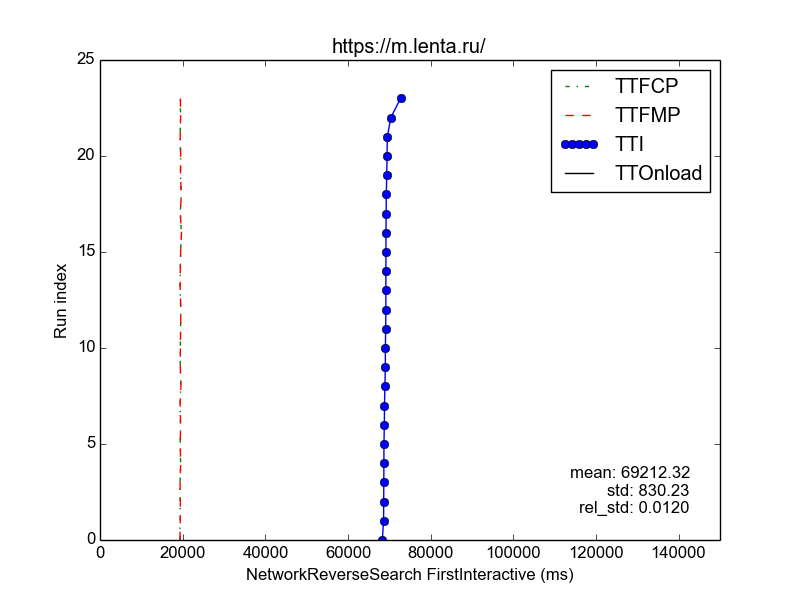 https://m.lenta.ru/
TTFCP
TTFMP
TTI
TTOnload
25
20
15
10
5
0
Run index
mean: 69212.32
std: 830.23
rel_std: 0.0120
0 20000 40000 60000 80000 100000 120000 140000
NetworkReverseSearch FirstInteractive (ms)